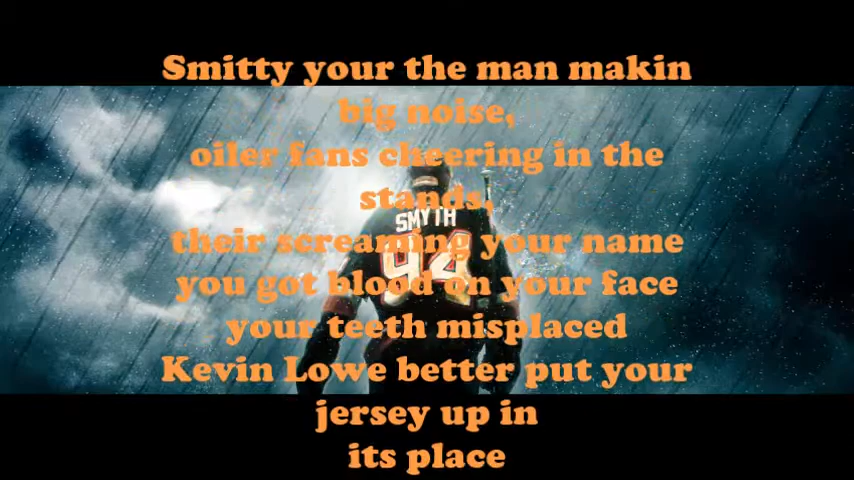 Smitty your the man makin
big noise,
oiler fans cheering in the
stands,
their screaming your name
you got blood on your face
your teeth misplaced
Kevin Lowe better put your
jersey up in
its place
SMYTH
94